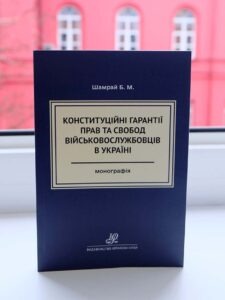 Шамрай Б. М.
КОНСТИТУЦІЙНІ ГАРАНТІЇ
ПРАВ ТА СВОБОД
ВІЙСЬКОВОСЛУЖБОВЦІВ
В УКРАЇНІ
монографія